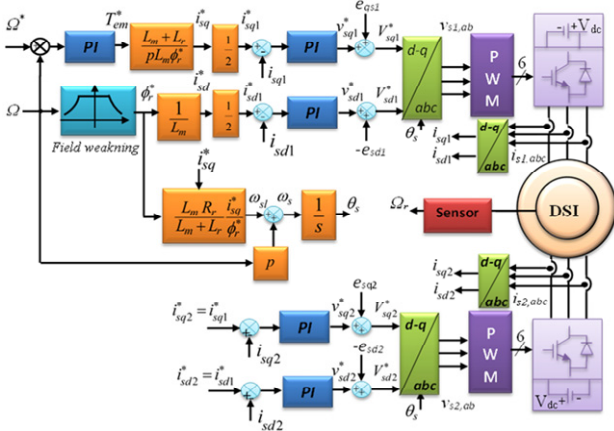 Ω* PI T*em Lm + Lr / pLmϕ*r i*sq 1/2 i*sq1 isq1 PI v*sq1 eqs1 V*sq1 d-q abc vs1,ab P W M 6 +Vdc
Ω ϕ*r 1/Lm i*sd 1/2 i*sd1 isd1 PI v*sd1 -esd1 V*sd1 θs
Field weakning
isq1 isd1 d-q abc is1,abc
i*sq
Lm Rr / Lm + Lr i*sq / ϕ*r ωsl ωs 1/s θs
p
Ωr Sensor DSI
isq2 isd2 d-q abc is2,abc
i*sq2 = i*sq1 isq2 PI v*sq2 esq2 V*sq2 d-q abc P W M 6
i*sd2 = i*sd1 isd2 PI v*sd2 -esd2 V*sd2 θs vs2,ab Vdc+